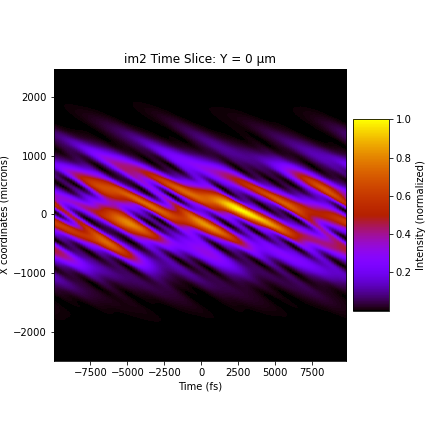 im2 Time Slice: Y = 0 μm
X coordinates (microns)
2000
1000
0
−1000
−2000
−7500 −5000 −2500 0 2500 5000 7500
Time (fs)
1.0
0.8
0.6
0.4
0.2
Intensity (normalized)